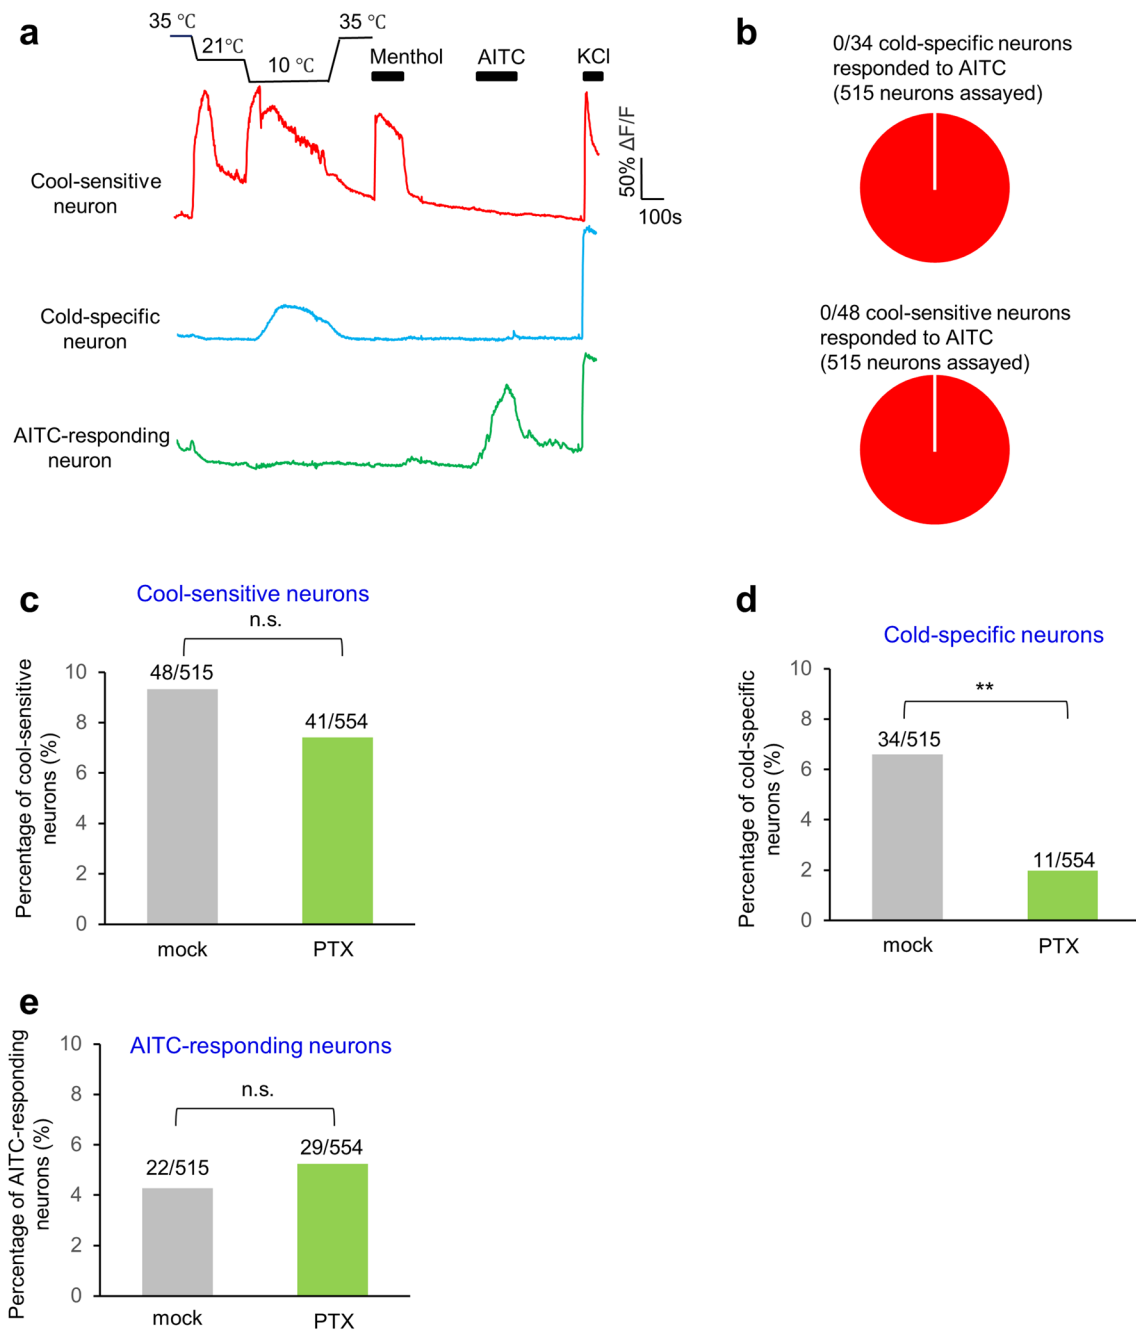 a
35 °C
35 °C
21°C
10 °C
Menthol
AITC
KCl
50% ΔF/F
100s
Cool-sensitive
neuron
Cold-specific
neuron
AITC-responding
neuron
b
0/34 cold-specific neurons
responded to AITC
(515 neurons assayed)
0/48 cool-sensitive neurons
responded to AITC
(515 neurons assayed)
c
Cool-sensitive neurons
n.s.
Percentage of cool-sensitive
neurons (%)
10
8
6
4
2
0
48/515
41/554
mock
PTX
d
Cold-specific neurons
**
Percentage of cold-specific
neurons (%)
10
8
6
4
2
0
34/515
11/554
mock
PTX
e
AITC-responding neurons
n.s.
Percentage of AITC-responding
neurons (%)
10
8
6
4
2
0
22/515
29/554
mock
PTX